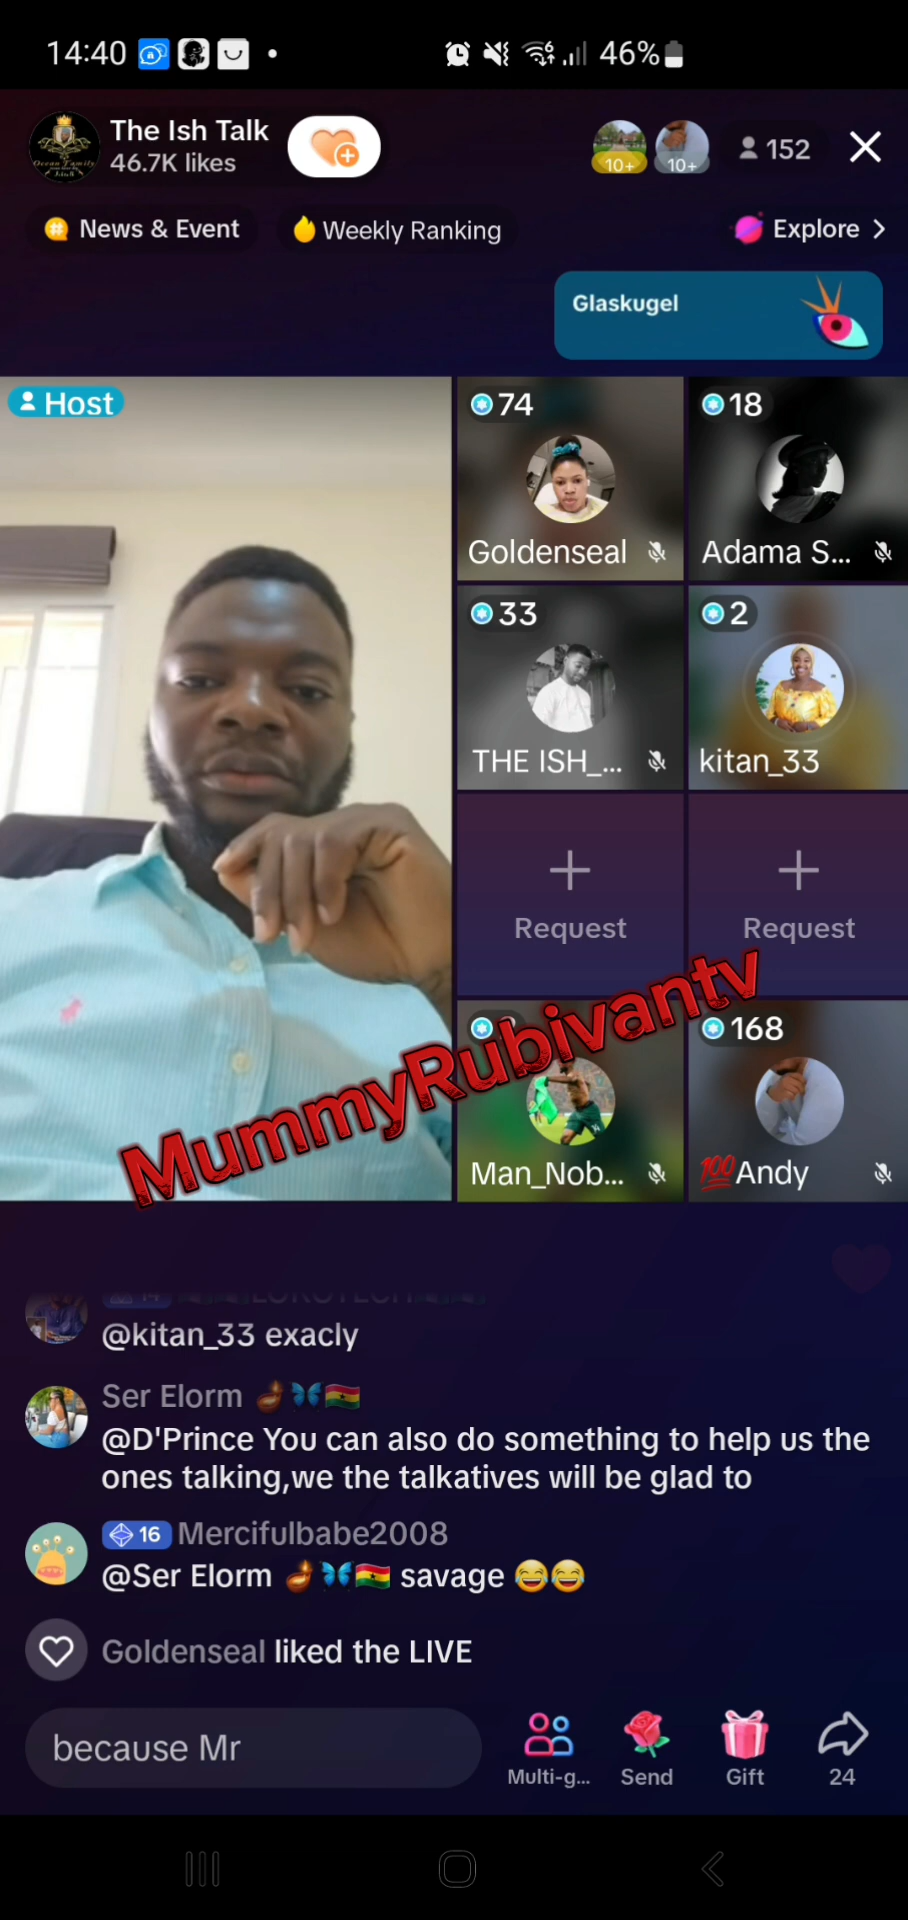 14:40
46%
The Ish Talk
46.7K likes
10+
10+
152
News & Event
Weekly Ranking
Explore
Glaskugel
Host
74
Goldenseal
18
Adama S...
33
THE ISH_...
2
kitan_33
Request
Request
MummyRubivantv
Man_Nob...
168
💯Andy
@kitan_33 exacly
Ser Elorm 🪔🦋🇬🇭
@D'Prince You can also do something to help us the
ones talking,we the talkatives will be glad to
16 Mercifulbabe2008
@Ser Elorm 🪔🦋🇬🇭 savage 😂😂
Goldenseal liked the LIVE
because Mr
Multi-g...
Send
Gift
24